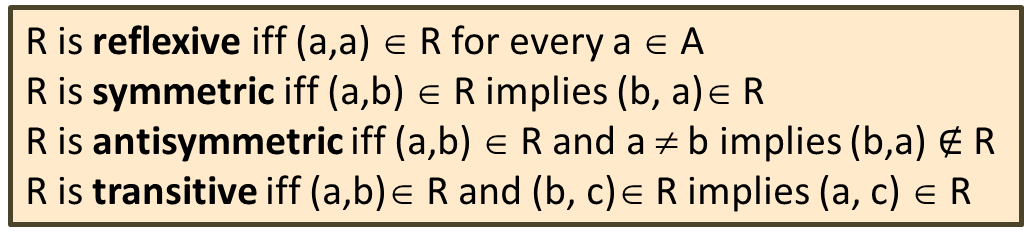 R is reflexive iff (a,a) ∈ R for every a ∈ A
R is symmetric iff (a,b) ∈ R implies (b, a)∈ R
R is antisymmetric iff (a,b) ∈ R and a ≠ b implies (b,a) ∉ R
R is transitive iff (a,b)∈ R and (b, c)∈ R implies (a, c) ∈ R